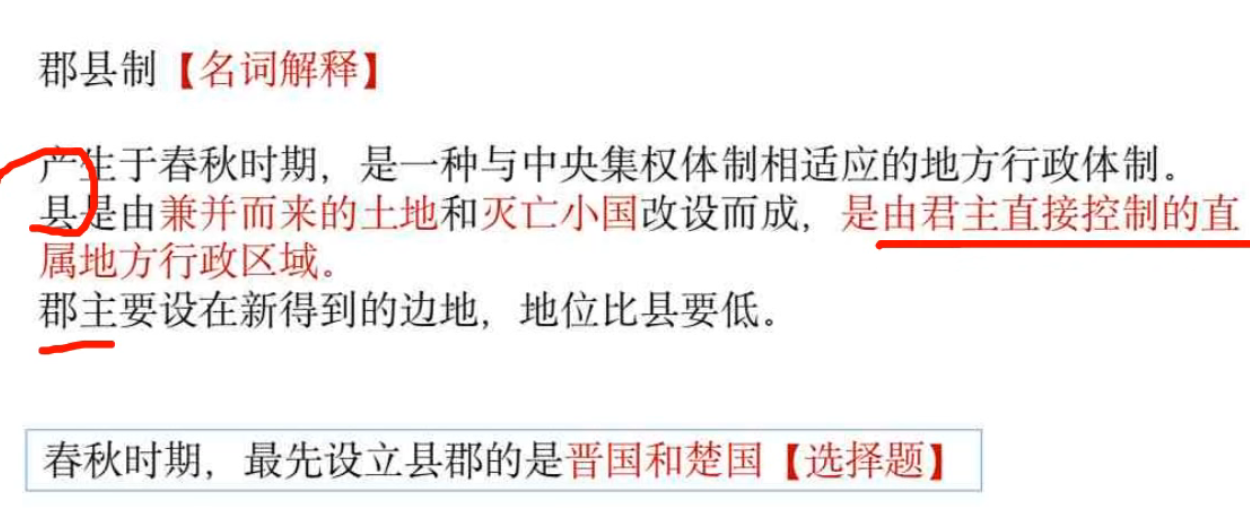 郡县制【名词解释】
产生于春秋时期，是一种与中央集权体制相适应的地方行政体制。
县是由兼并而来的土地和灭亡小国改设而成，是由君主直接控制的直
属地方行政区域。
郡主要设在新得到的边地，地位比县要低。
春秋时期，最先设立县郡的是晋国和楚国【选择题】